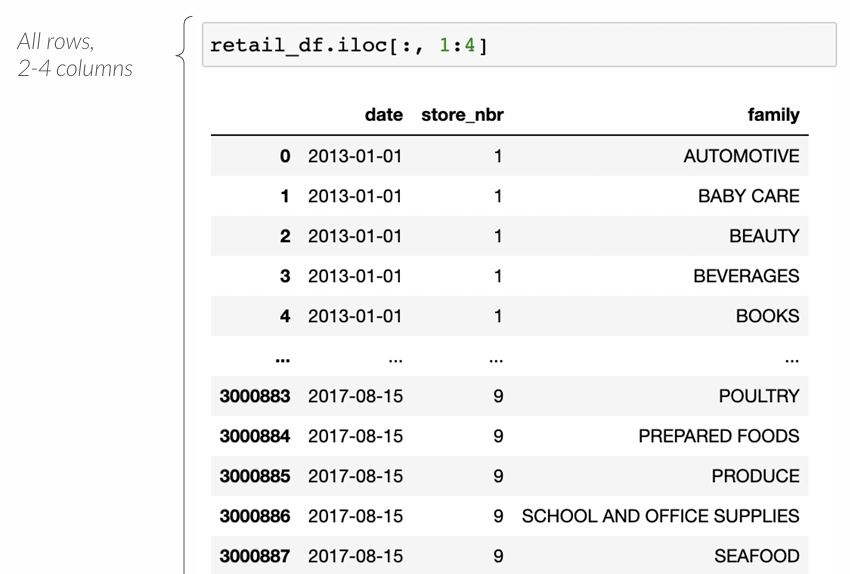 All rows,
2-4 columns
retail_df.iloc[:, 1:4]
date store_nbr family
0 2013-01-01 1 AUTOMOTIVE
1 2013-01-01 1 BABY CARE
2 2013-01-01 1 BEAUTY
3 2013-01-01 1 BEVERAGES
4 2013-01-01 1 BOOKS
... ... ... ...
3000883 2017-08-15 9 POULTRY
3000884 2017-08-15 9 PREPARED FOODS
3000885 2017-08-15 9 PRODUCE
3000886 2017-08-15 9 SCHOOL AND OFFICE SUPPLIES
3000887 2017-08-15 9 SEAFOOD